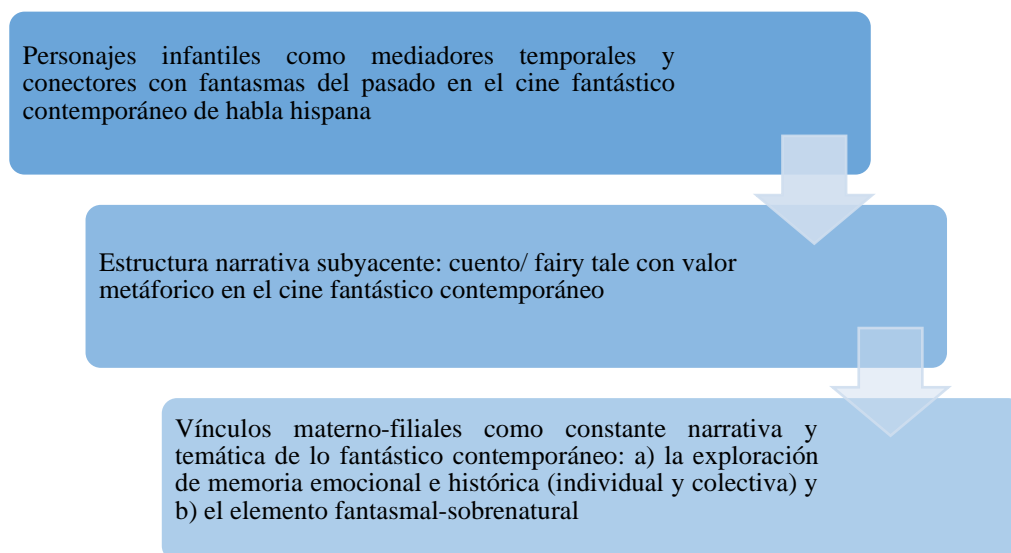 Personajes infantiles como mediadores temporales y
conectores con fantasmas del pasado en el cine fantástico
contemporáneo de habla hispana
Estructura narrativa subyacente: cuento/ fairy tale con valor
metáforico en el cine fantástico contemporáneo
Vínculos materno-filiales como constante narrativa y
temática de lo fantástico contemporáneo: a) la exploración
de memoria emocional e histórica (individual y colectiva) y
b) el elemento fantasmal-sobrenatural